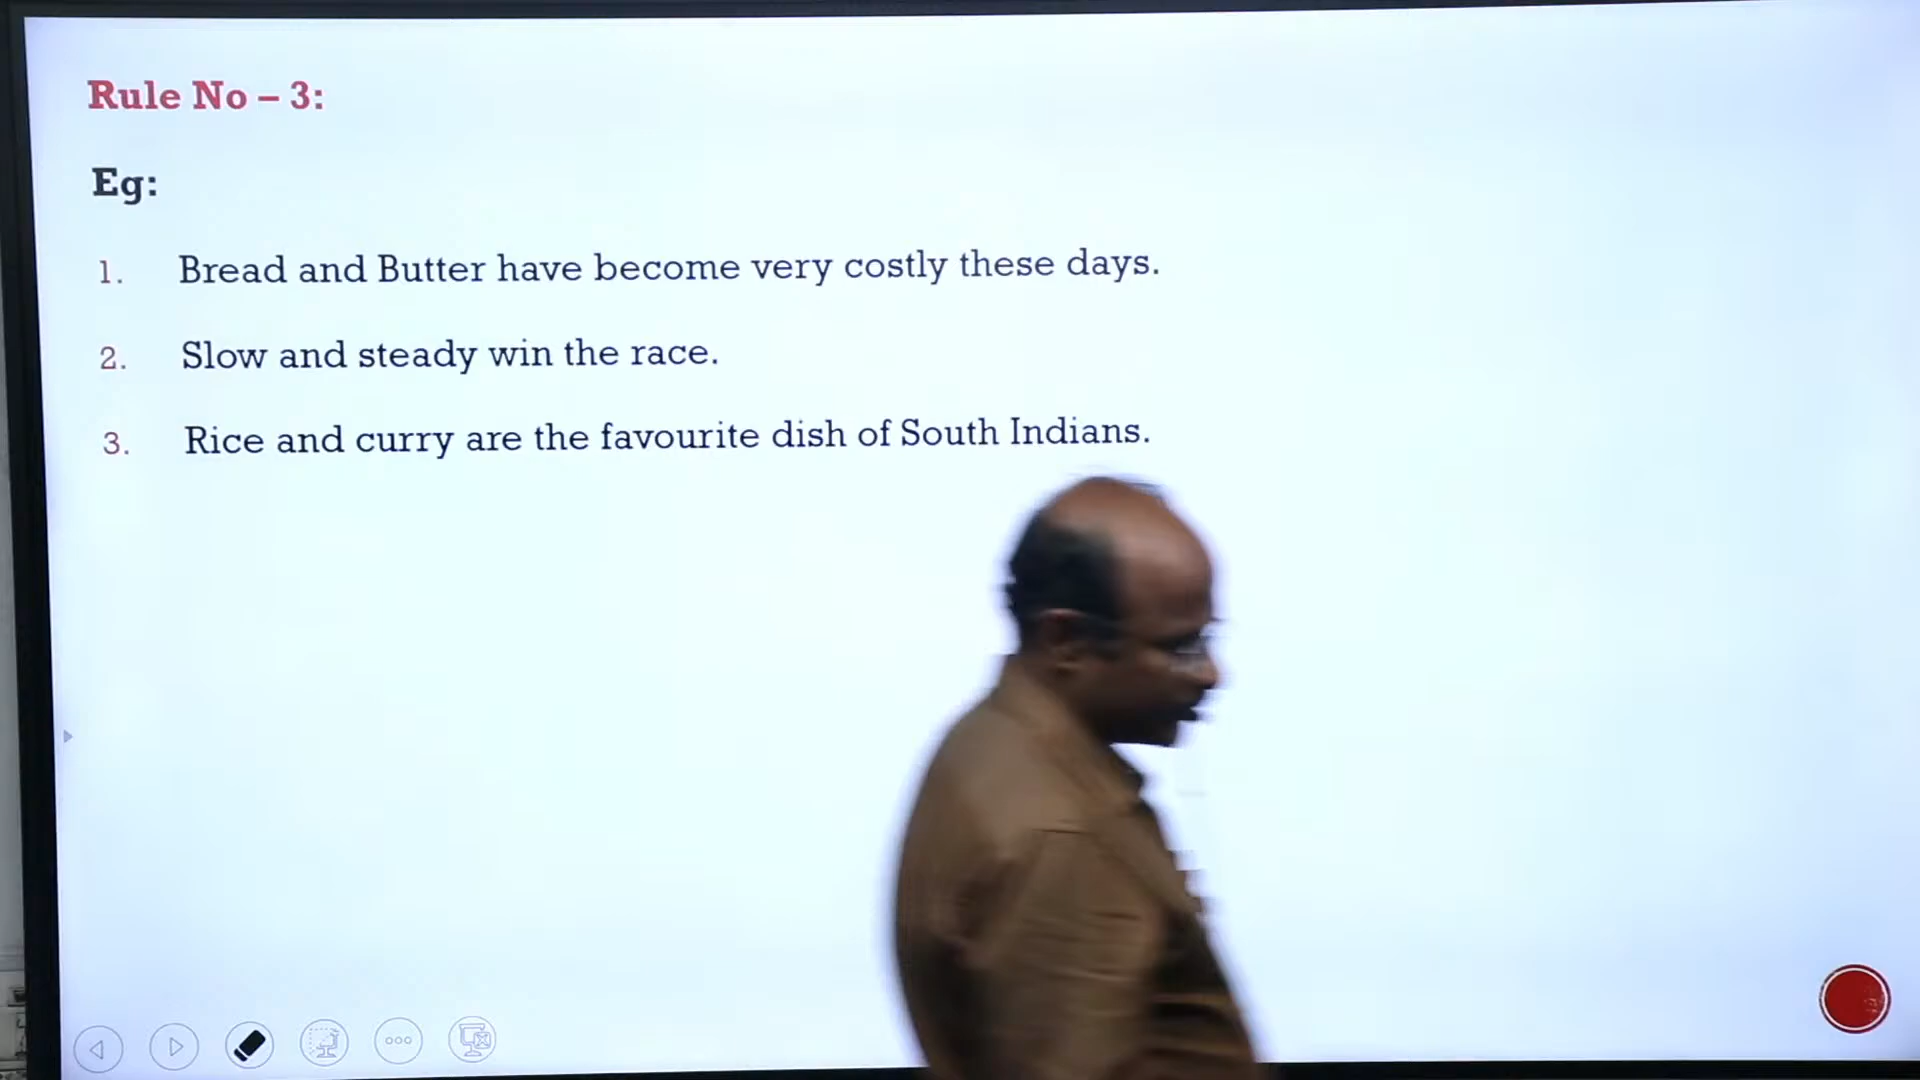 Rule No – 3:
Eg:
1. Bread and Butter have become very costly these days.
2. Slow and steady win the race.
3. Rice and curry are the favourite dish of South Indians.